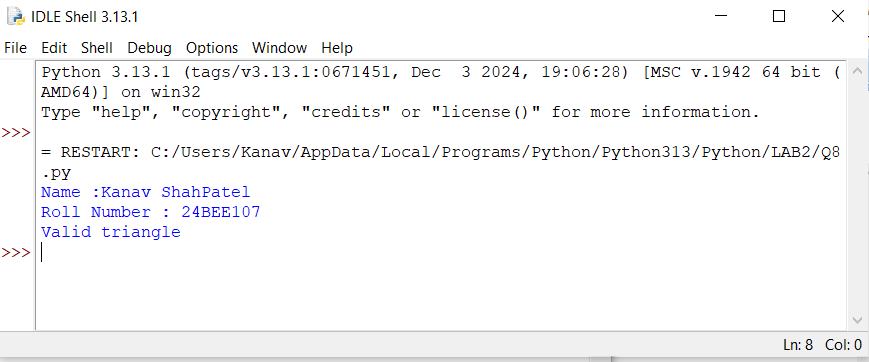 IDLE Shell 3.13.1
File Edit Shell Debug Options Window Help
Python 3.13.1 (tags/v3.13.1:0671451, Dec  3 2024, 19:06:28) [MSC v.1942 64 bit (
AMD64)] on win32
Type "help", "copyright", "credits" or "license()" for more information.
>>>
= RESTART: C:/Users/Kanav/AppData/Local/Programs/Python/Python313/Python/LAB2/Q8
.py
Name :Kanav ShahPatel
Roll Number : 24BEE107
Valid triangle
>>>
Ln: 8 Col: 0